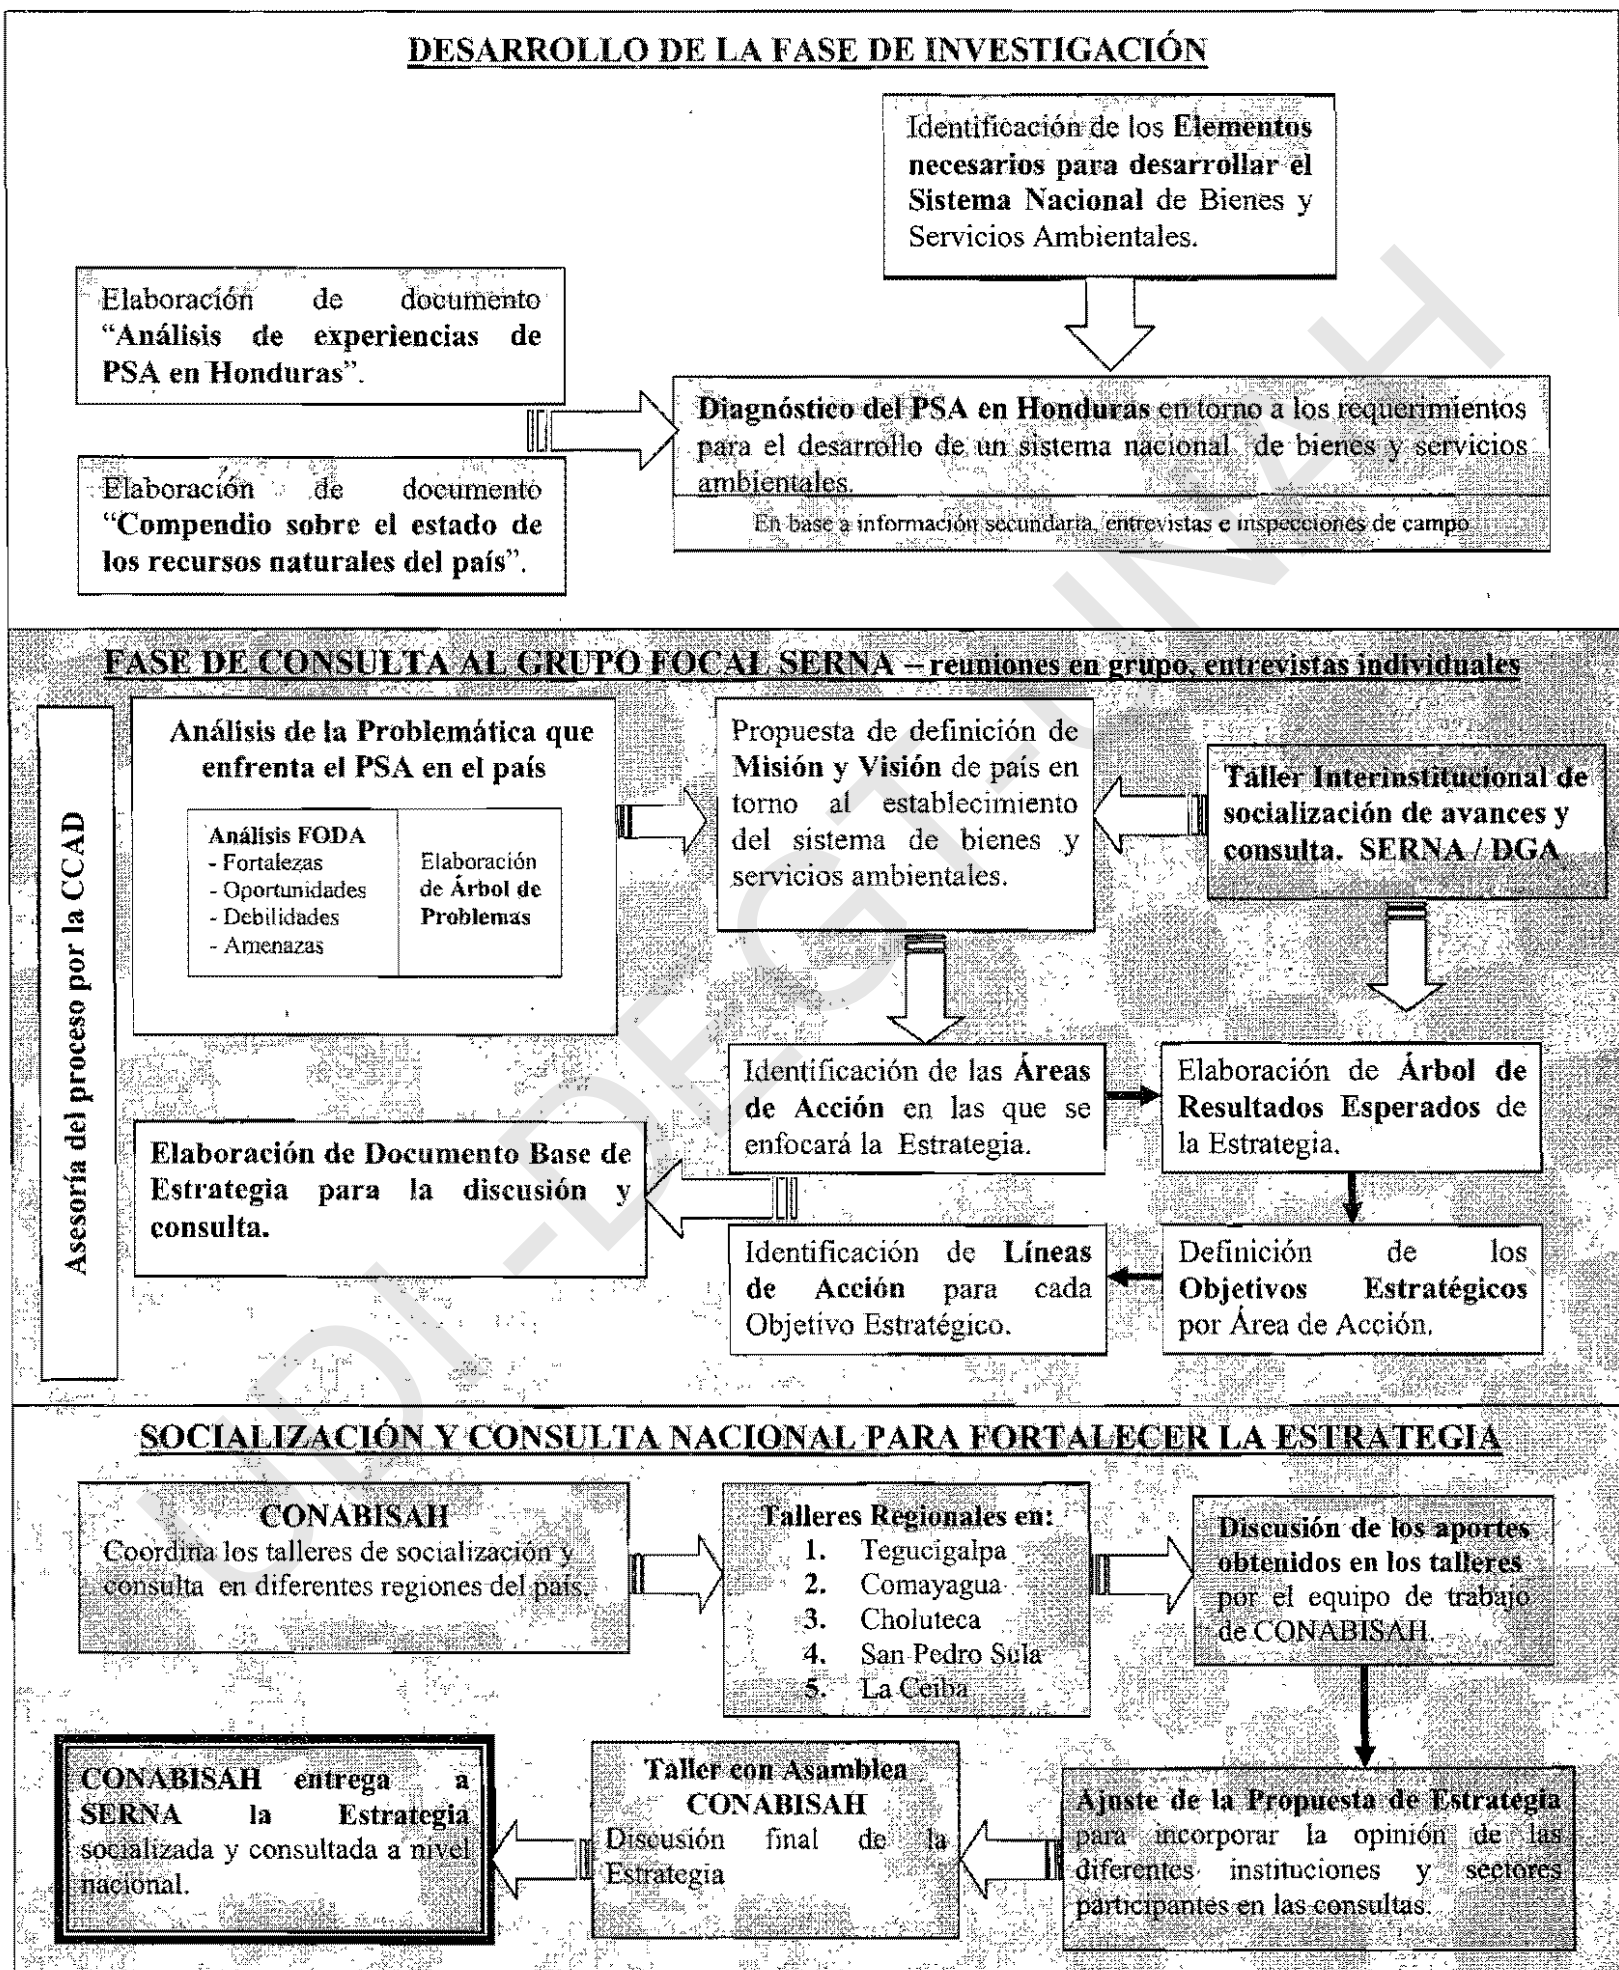 DESARROLLO DE LA FASE DE INVESTIGACIÓN
Identificación de los Elementos
necesarios para desarrollar el
Sistema Nacional de Bienes y
Servicios Ambientales.
Elaboración de documento
“Análisis de experiencias de
PSA en Honduras”.
Elaboración de documento
“Compendio sobre el estado de
los recursos naturales del país”.
Diagnóstico del PSA en Honduras en torno a los requerimientos
para el desarrollo de un sistema nacional de bienes y servicios
ambientales.
En base a información secundaria, entrevistas e inspecciones de campo
FASE DE CONSULTA AL GRUPO FOCAL SERNA – reuniones en grupo, entrevistas individuales
Asesoría del proceso por la CCAD
Análisis de la Problemática que
enfrenta el PSA en el país
Análisis FODA
- Fortalezas
- Oportunidades
- Debilidades
- Amenazas
Elaboración
de Árbol de
Problemas
Propuesta de definición de
Misión y Visión de país en
torno al establecimiento
del sistema de bienes y
servicios ambientales.
Taller Interinstitucional de
socialización de avances y
consulta. SERNA / DGA
Identificación de las Áreas
de Acción en las que se
enfocará la Estrategia.
Elaboración de Árbol de
Resultados Esperados de
la Estrategia.
Elaboración de Documento Base de
Estrategia para la discusión y
consulta.
Identificación de Líneas
de Acción para cada
Objetivo Estratégico.
Definición de los
Objetivos Estratégicos
por Área de Acción.
SOCIALIZACIÓN Y CONSULTA NACIONAL PARA FORTALECER LA ESTRATEGIA
CONABISAH
Coordina los talleres de socialización y
consulta en diferentes regiones del país.
Talleres Regionales en:
1. Tegucigalpa
2. Comayagua
3. Choluteca
4. San Pedro Sula
5. La Ceiba
Discusión de los aportes
obtenidos en los talleres
por el equipo de trabajo
de CONABISAH.
CONABISAH entrega a
SERNA la Estrategia
socializada y consultada a nivel
nacional.
Taller con Asamblea
CONABISAH
Discusión final de la
Estrategia
Ajuste de la Propuesta de Estrategia
para incorporar la opinión de las
diferentes instituciones y sectores
participantes en las consultas.
UDI-DEGT-UNAH